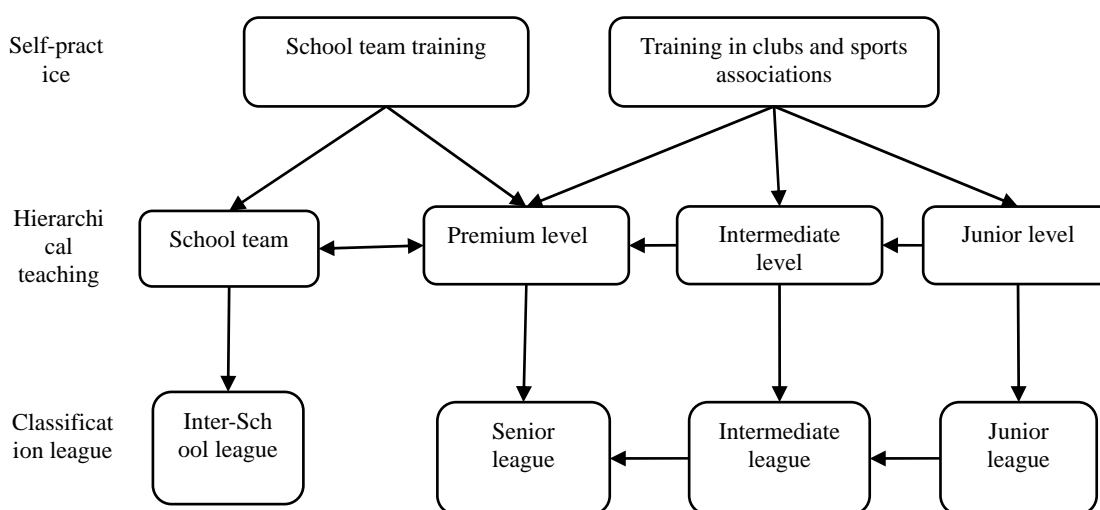 Self-pract
ice
School team training
Training in clubs and sports
associations
Hierarchi
cal
teaching
School team
Premium level
Intermediate
level
Junior level
Classificat
ion league
Inter-Sch
ool league
Senior
league
Intermediate
league
Junior
league